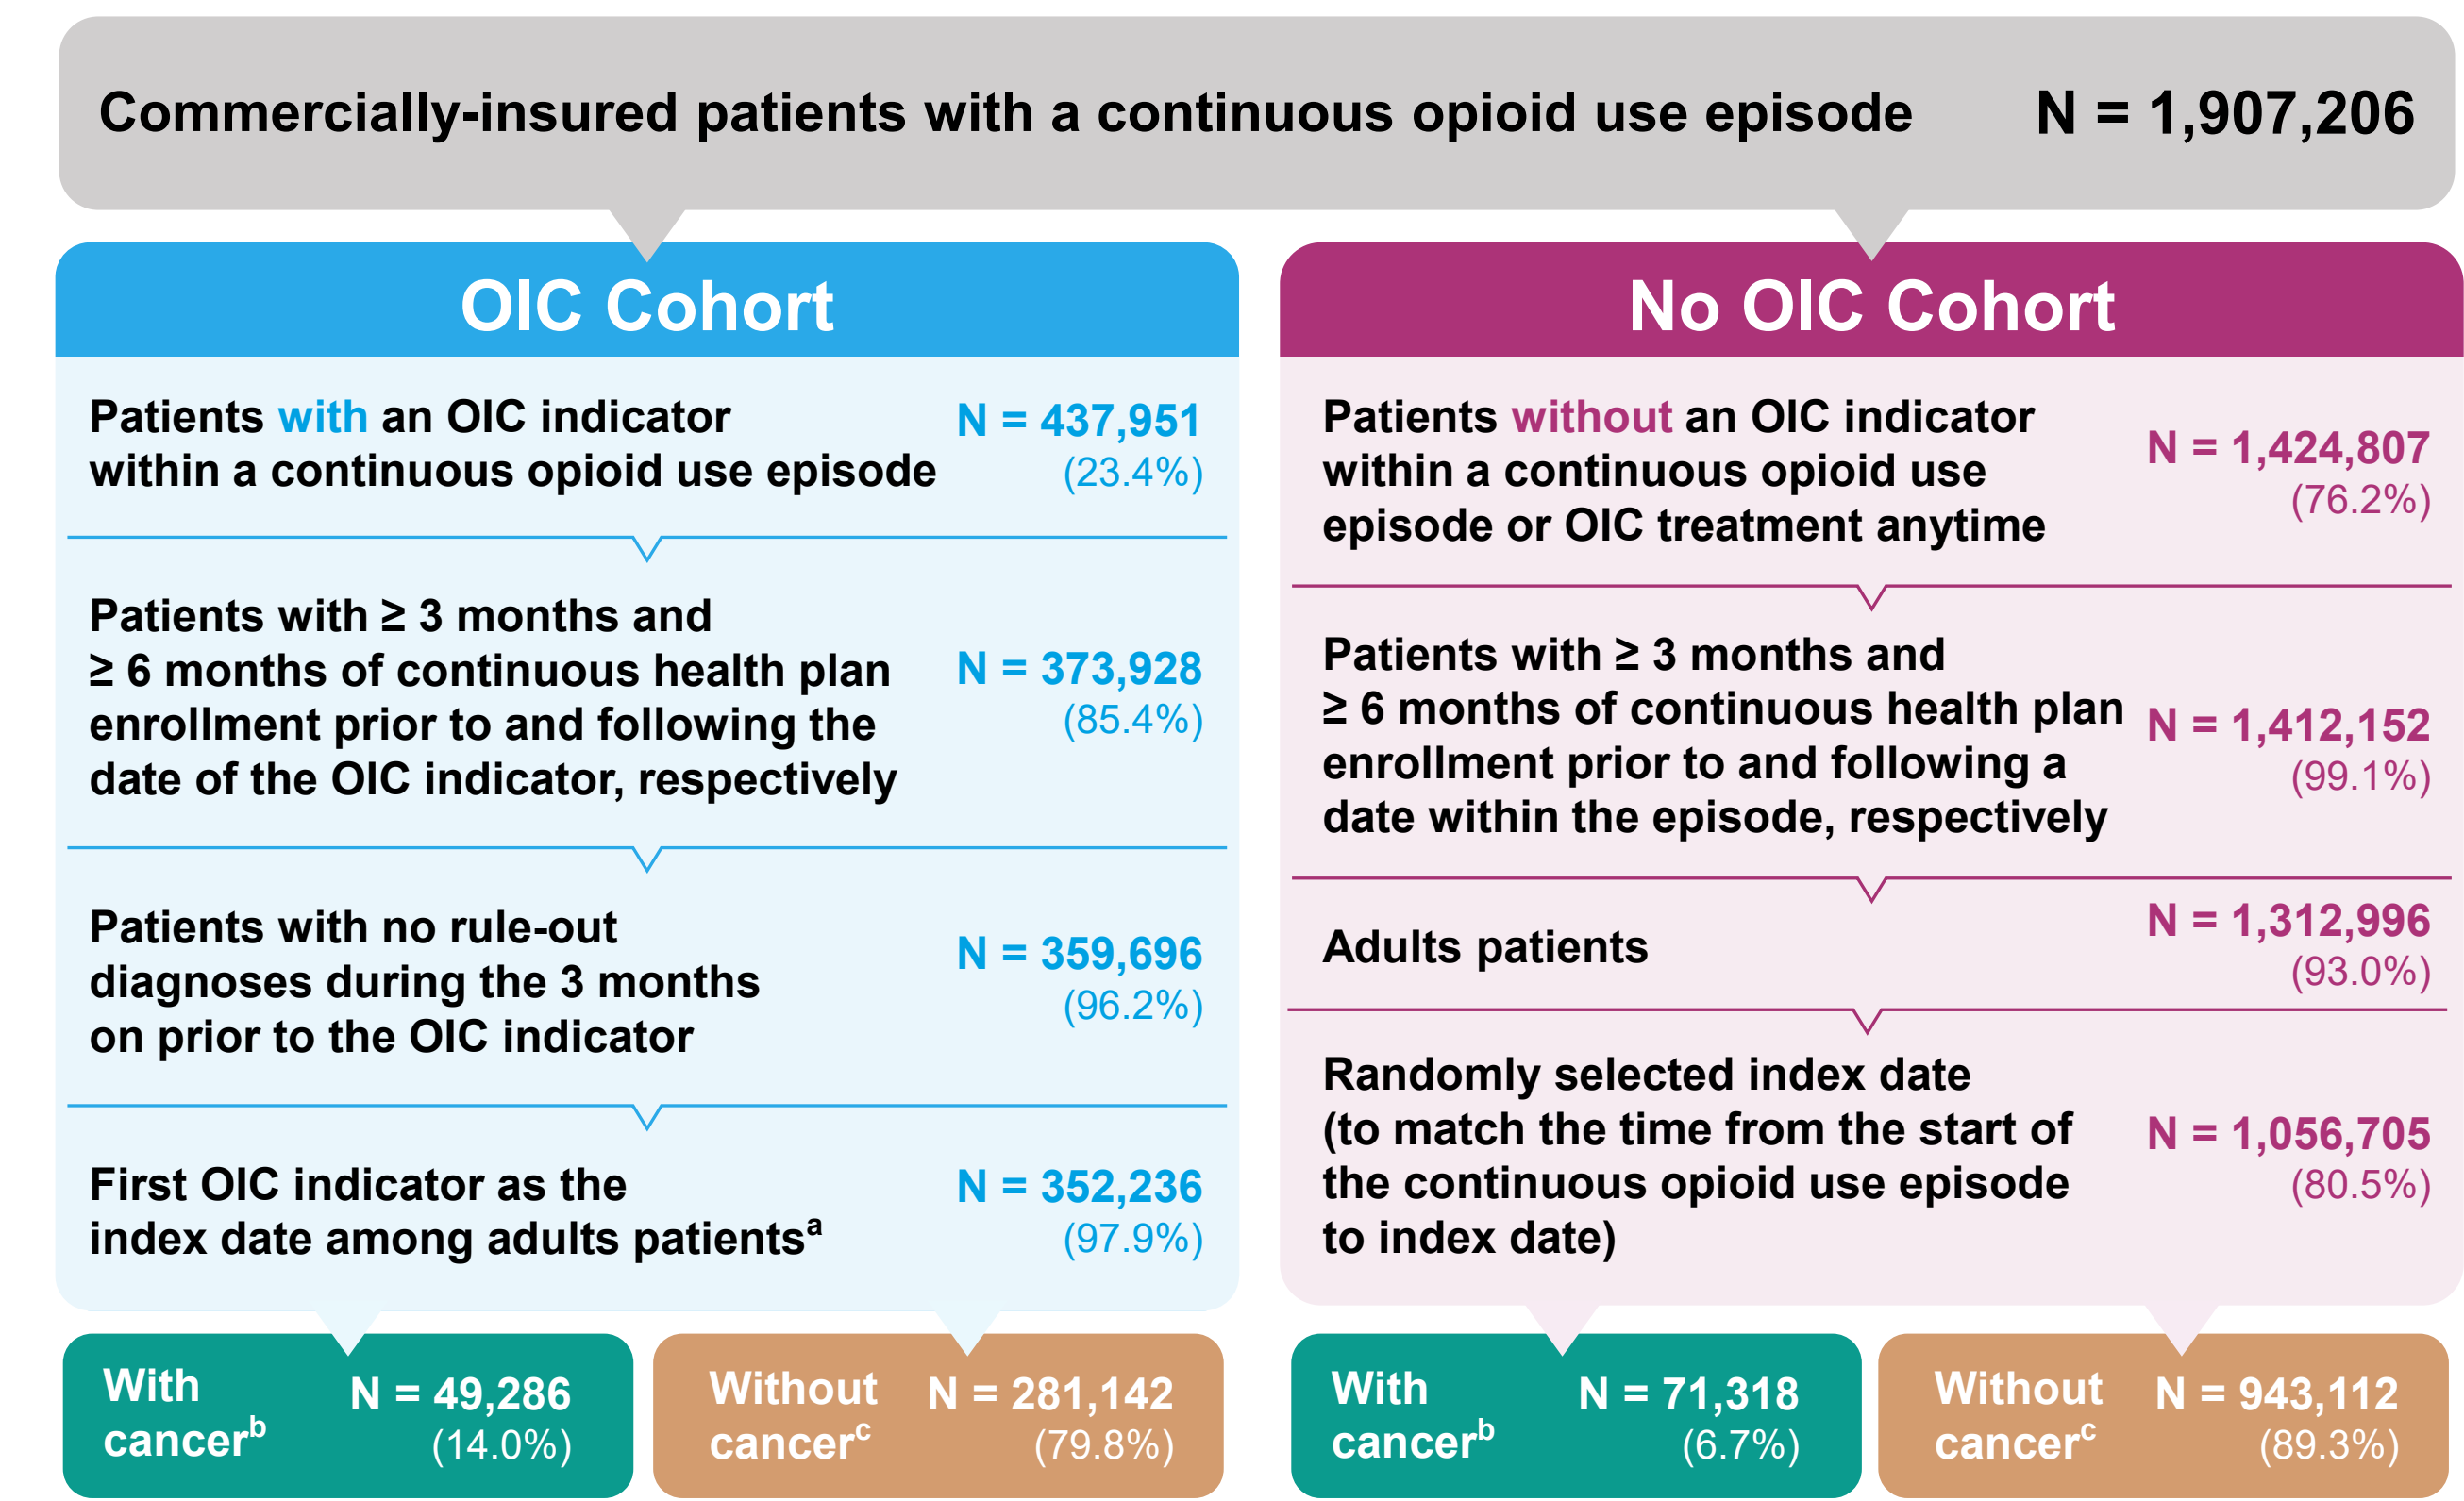 Commercially-insured patients with a continuous opioid use episode N = 1,907,206
OIC Cohort
Patients with an OIC indicator
within a continuous opioid use episode
N = 437,951
(23.4%)
Patients with ≥ 3 months and
≥ 6 months of continuous health plan
enrollment prior to and following the
date of the OIC indicator, respectively
N = 373,928
(85.4%)
Patients with no rule-out
diagnoses during the 3 months
on prior to the OIC indicator
N = 359,696
(96.2%)
First OIC indicator as the
index date among adults patientsᵃ
N = 352,236
(97.9%)
With
cancerᵇ
N = 49,286
(14.0%)
Without
cancerᶜ
N = 281,142
(79.8%)
No OIC Cohort
Patients without an OIC indicator
within a continuous opioid use
episode or OIC treatment anytime
N = 1,424,807
(76.2%)
Patients with ≥ 3 months and
≥ 6 months of continuous health plan
enrollment prior to and following a
date within the episode, respectively
N = 1,412,152
(99.1%)
Adults patients
N = 1,312,996
(93.0%)
Randomly selected index date
(to match the time from the start of
the continuous opioid use episode
to index date)
N = 1,056,705
(80.5%)
With
cancerᵇ
N = 71,318
(6.7%)
Without
cancerᶜ
N = 943,112
(89.3%)